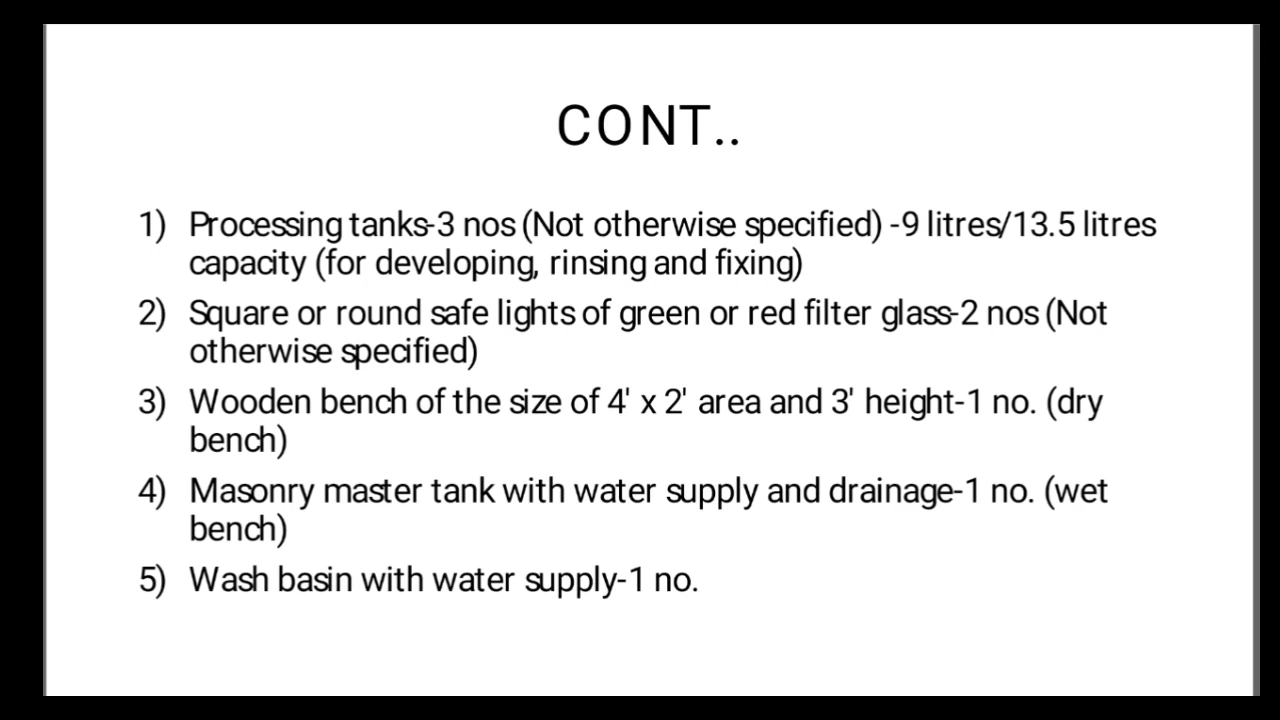 CONT..
1) Processing tanks-3 nos (Not otherwise specified) -9 litres/13.5 litres
capacity (for developing, rinsing and fixing)
2) Square or round safe lights of green or red filter glass-2 nos (Not
otherwise specified)
3) Wooden bench of the size of 4' x 2' area and 3' height-1 no. (dry
bench)
4) Masonry master tank with water supply and drainage-1 no. (wet
bench)
5) Wash basin with water supply-1 no.